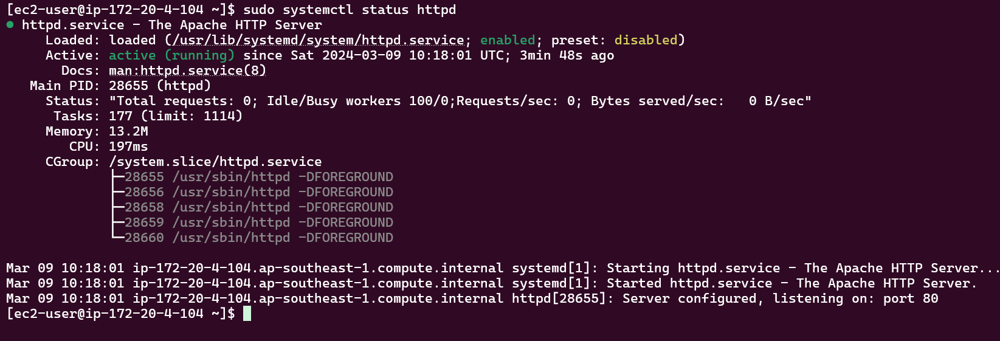 [ec2-user@ip-172-20-4-104 ~]$ sudo systemctl status httpd
● httpd.service - The Apache HTTP Server
     Loaded: loaded (/usr/lib/systemd/system/httpd.service; enabled; preset: disabled)
     Active: active (running) since Sat 2024-03-09 10:18:01 UTC; 3min 48s ago
       Docs: man:httpd.service(8)
   Main PID: 28655 (httpd)
     Status: "Total requests: 0; Idle/Busy workers 100/0;Requests/sec: 0; Bytes served/sec:   0 B/sec"
      Tasks: 177 (limit: 1114)
     Memory: 13.2M
        CPU: 197ms
     CGroup: /system.slice/httpd.service
             ├─28655 /usr/sbin/httpd -DFOREGROUND
             ├─28656 /usr/sbin/httpd -DFOREGROUND
             ├─28658 /usr/sbin/httpd -DFOREGROUND
             ├─28659 /usr/sbin/httpd -DFOREGROUND
             └─28660 /usr/sbin/httpd -DFOREGROUND

Mar 09 10:18:01 ip-172-20-4-104.ap-southeast-1.compute.internal systemd[1]: Starting httpd.service - The Apache HTTP Server...
Mar 09 10:18:01 ip-172-20-4-104.ap-southeast-1.compute.internal systemd[1]: Started httpd.service - The Apache HTTP Server.
Mar 09 10:18:01 ip-172-20-4-104.ap-southeast-1.compute.internal httpd[28655]: Server configured, listening on: port 80
[ec2-user@ip-172-20-4-104 ~]$